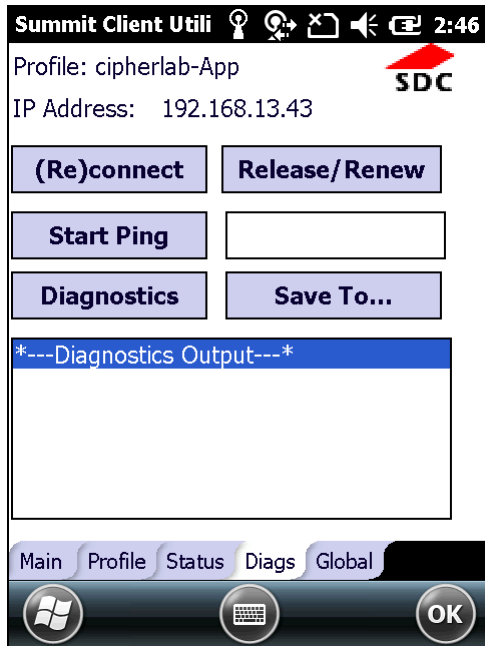 Summit Client Utili 2:46
Profile: cipherlab-App
SDC
IP Address: 192.168.13.43
(Re)connect Release/Renew
Start Ping
Diagnostics Save To...
*---Diagnostics Output---*
Main Profile Status Diags Global
OK